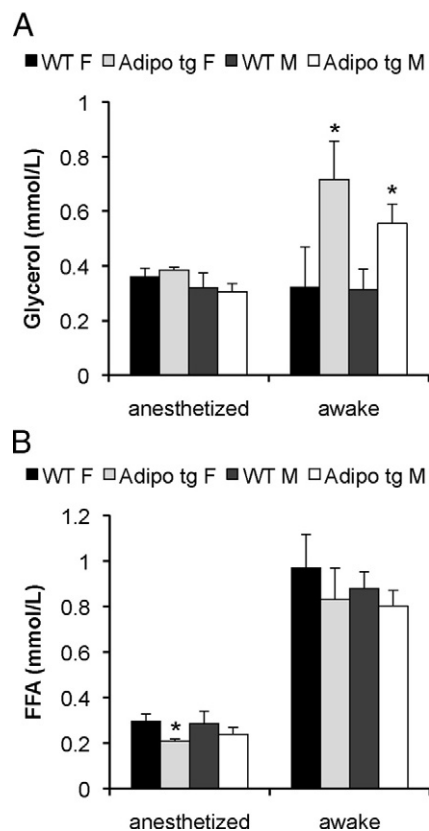 A
WT F Adipo tg F WT M Adipo tg M
Glycerol (mmol/L)
1
0.8
0.6
0.4
0.2
0
* *
anesthetized awake
B
WT F Adipo tg F WT M Adipo tg M
FFA (mmol/L)
1.2
1
0.8
0.6
0.4
0.2
0
*
anesthetized awake